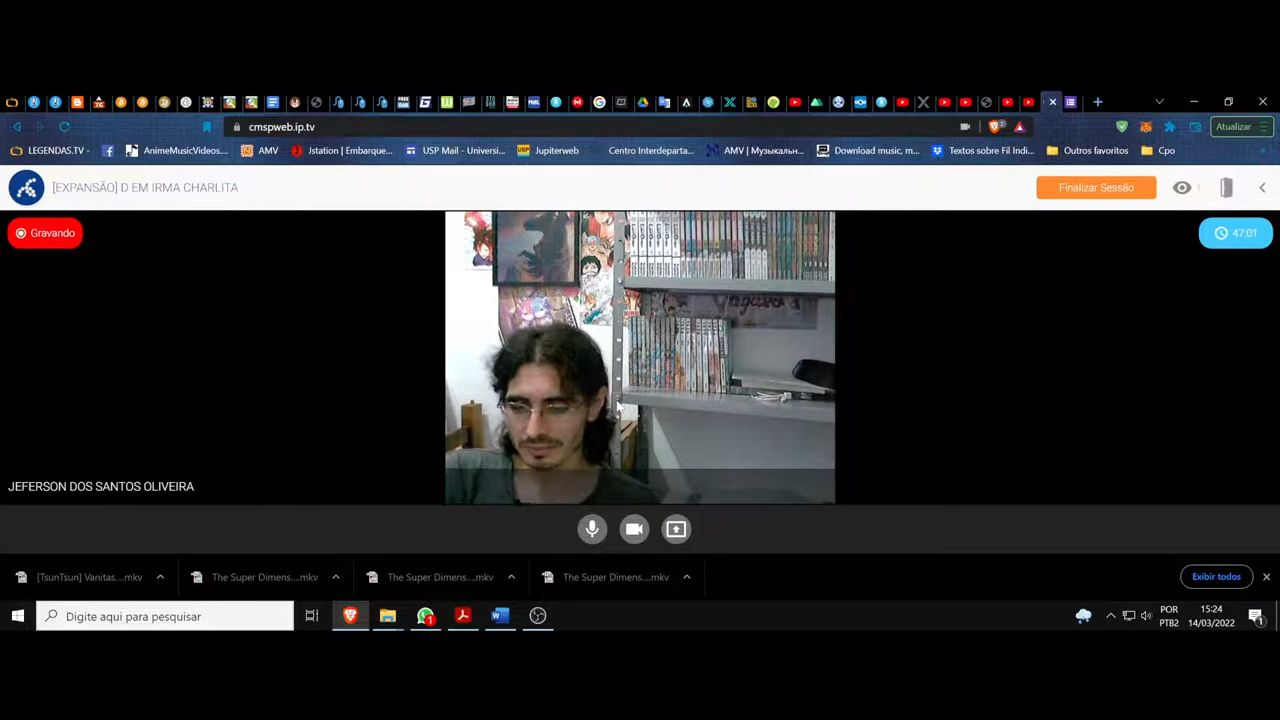 cmspweb.ip.tv
Atualizar
LEGENDAS.TV -
AnimeMusicVideos...
AMV
Jstation | Embarque...
USP Mail - Universi...
Jupiterweb
Centro Interdeparta...
AMV | Музыкальн...
Download music, m...
Textos sobre Fil Indi...
Outros favoritos
Cpo
[EXPANSÃO] D EM IRMA CHARLITA
Finalizar Sessão
1
Gravando
47:01
JEFERSON DOS SANTOS OLIVEIRA
[TsunTsun] Vanitas....mkv
The Super Dimens....mkv
The Super Dimens....mkv
The Super Dimens....mkv
Exibir todos
Digite aqui para pesquisar
POR
PTB2
15:24
14/03/2022